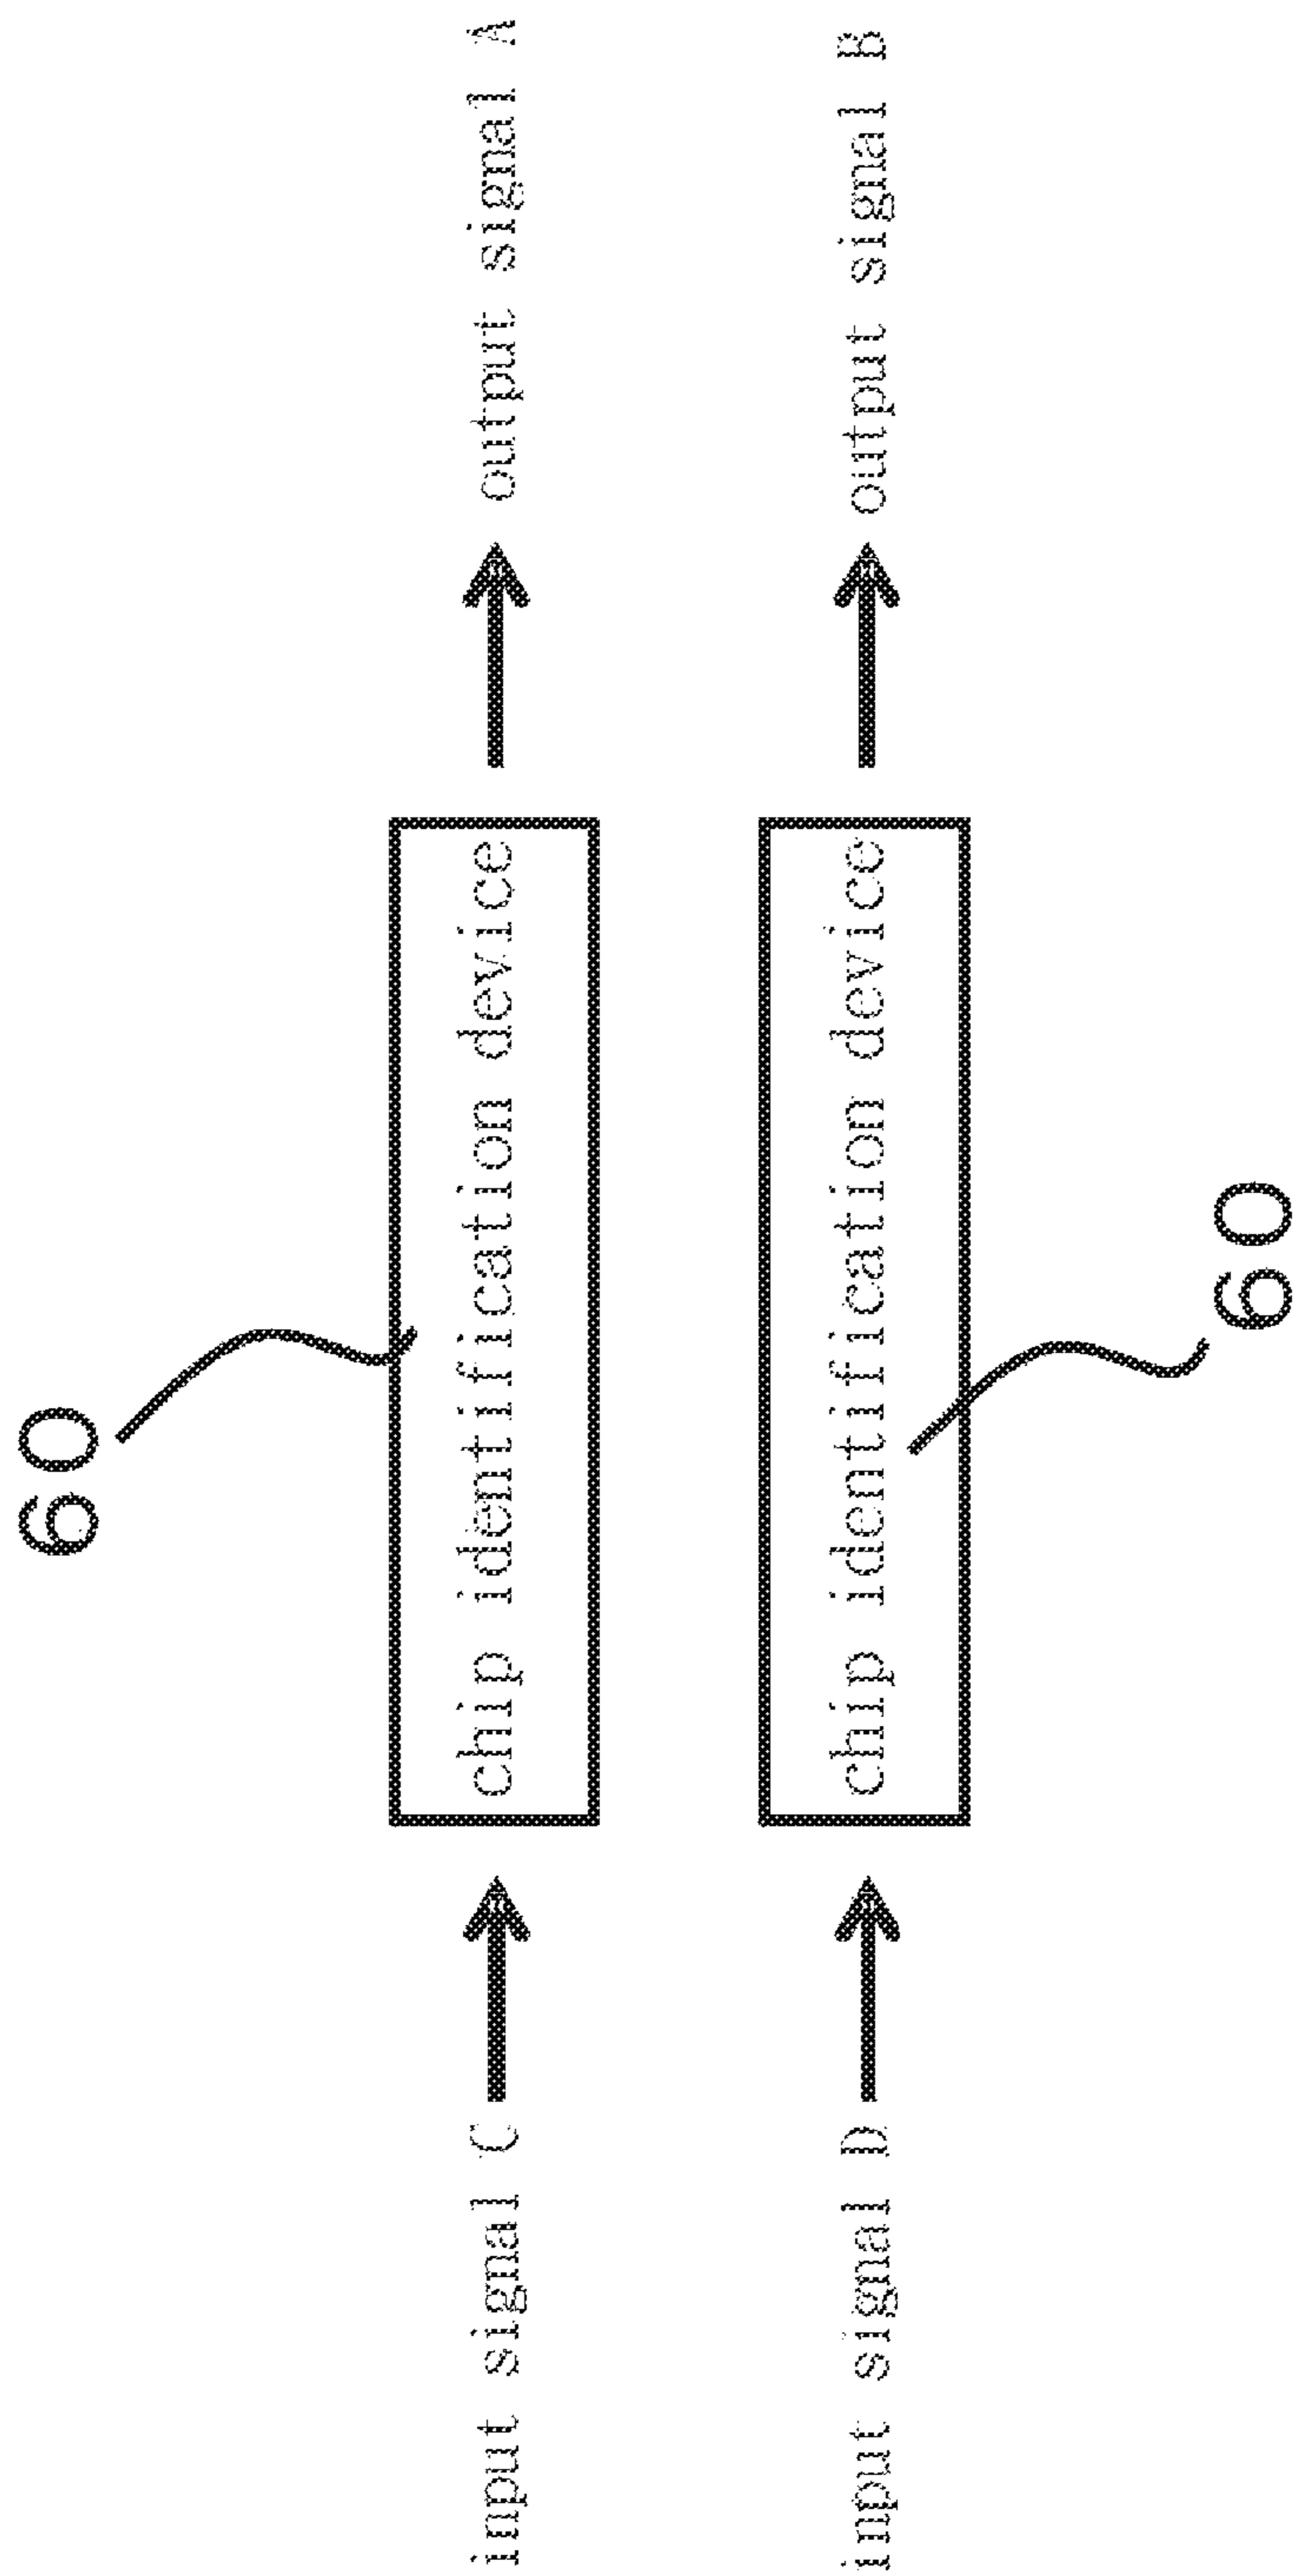 60
input signal C
chip identification device
output signal A
input signal D
chip identification device
output signal B
60